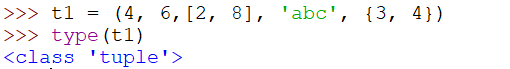 >>> t1 = (4, 6,[2, 8], 'abc', {3, 4})
>>> type(t1)
<class 'tuple'>